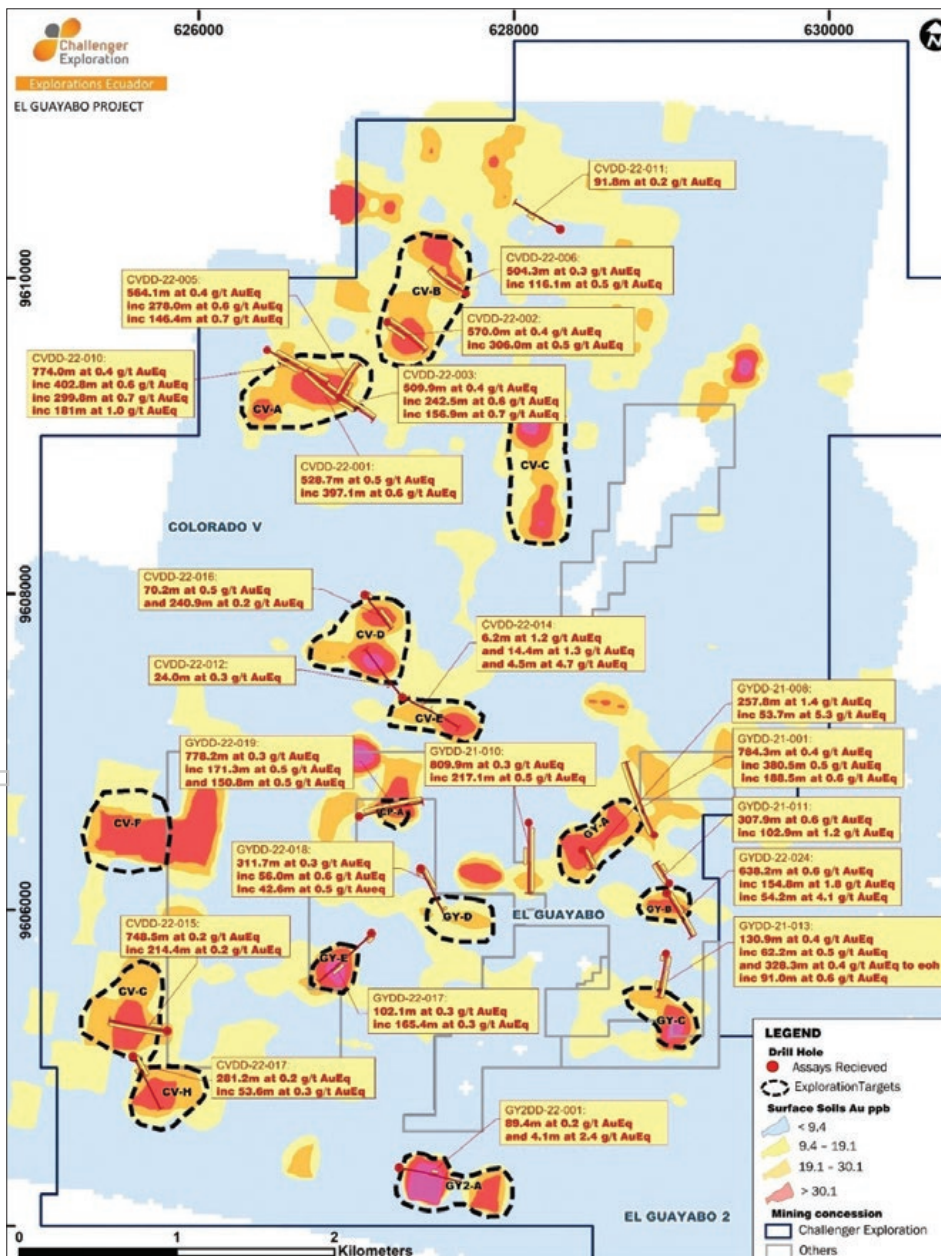 626000
628000
630000
Challenger
Exploration
Explorations Ecuador
EL GUAYABO PROJECT
N
CVDD-22-011:
91.8m at 0.2 g/t AuEq
9610000
CVDD-22-006
504.3m at 0.3 g/t AuEq
inc 116.1m at 0.5 g/t AuEq
CVDD-22-005:
564.1m at 0.4 g/t AuEq
inc 278.0m at 0.6 g/t AuEq
inc 146.4m at 0.7 g/t AuEq
CV-B
CVDD-22-002
570.0m at 0.4 g/t AuEq
inc 306.0m at 0.5 g/t AuEq
CVDD-22-010:
774.0m at 0.4 g/t AuEq
inc 402.8m at 0.6 g/t AuEq
inc 299.8m at 0.7 g/t AuEq
inc 181m at 1.0 g/t AuEq
CVDD-22-003:
509.9m at 0.4 g/t AuEq
inc 242.5m at 0.6 g/t AuEq
inc 156.9m at 0.7 g/t AuEq
CV-A
CVDD-22-001:
528.7m at 0.5 g/t AuEq
inc 397.1m at 0.6 g/t AuEq
CV-C
COLORADO V
9608000
CVDD-22-016:
70.2m at 0.5 g/t AuEq
and 240.9m at 0.2 g/t AuEq
CV-D
CVDD-22-014:
6.2m at 1.2 g/t AuEq
and 14.4m at 1.3 g/t AuEq
and 4.5m at 4.7 g/t AuEq
CVDD-22-012:
24.0m at 0.3 g/t AuEq
CV-E
GYDD-21-008:
257.8m at 1.4 g/t AuEq
inc 53.7m at 5.3 g/t AuEq
GYDD-22-019:
778.2m at 0.3 g/t AuEq
inc 171.3m at 0.5 g/t AuEq
and 150.8m at 0.5 g/t AuEq
GYDD-21-010:
809.9m at 0.3 g/t AuEq
inc 217.1m at 0.5 g/t AuEq
GYDD-21-001:
784.3m at 0.4 g/t AuEq
inc 380.5m 0.5 g/t AuEq
inc 188.5m at 0.6 g/t AuEq
CP-A
CV-F
GY-A
GYDD-21-011:
307.9m at 0.6 g/t AuEq
inc 102.9m at 1.2 g/t AuEq
GYDD-22-018:
311.7m at 0.3 g/t AuEq
inc 56.0m at 0.6 g/t AuEq
inc 42.6m at 0.5 g/t Aueq
GYDD-22-024:
638.2m at 0.6 g/t AuEq
inc 154.8m at 1.8 g/t AuEq
inc 54.2m at 4.1 g/t AuEq
GY-B
GY-D
9606000
EL GUAYABO
CVDD-22-015:
748.5m at 0.2 g/t AuEq
inc 214.4m at 0.2 g/t AuEq
GYDD-21-013:
130.9m at 0.4 g/t AuEq
inc 62.2m at 0.5 g/t AuEq
and 328.3m at 0.4 g/t AuEq to eoh
inc 91.0m at 0.6 g/t AuEq
GY-E
CV-C
GYDD-22-017:
102.1m at 0.3 g/t AuEq
inc 165.4m at 0.3 g/t AuEq
GY-C
CVDD-22-017:
281.2m at 0.2 g/t AuEq
inc 53.6m at 0.3 g/t AuEq
CV-H
GY2DD-22-001:
89.4m at 0.2 g/t AuEq
and 4.1m at 2.4 g/t AuEq
GY2-A
EL GUAYABO 2
LEGEND
Drill Hole
Assays Recieved
ExplorationTargets
Surface Soils Au ppb
< 9.4
9.4 – 19.1
19.1 – 30.1
> 30.1
Mining concession
Challenger Exploration
Others
0 1 2
Kilometers